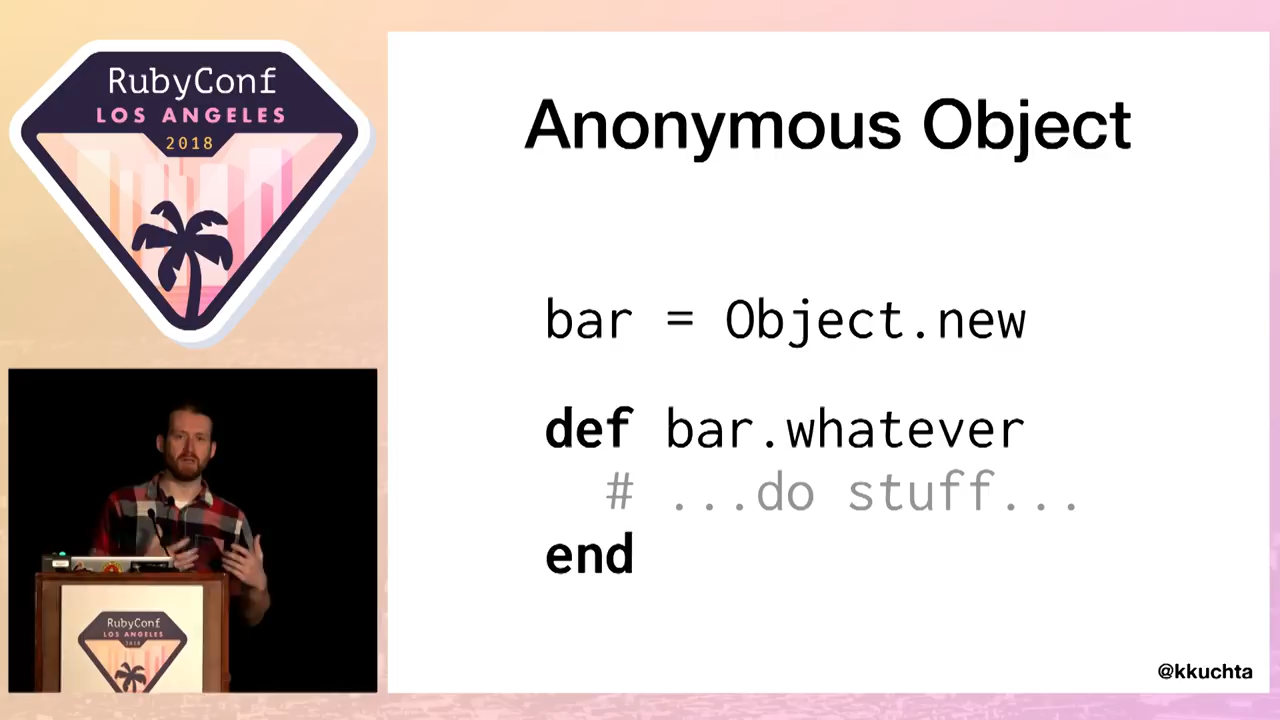 RubyConf
LOS ANGELES
2018
Anonymous Object
bar = Object.new
def bar.whatever
# ...do stuff...
end
@kkuchta
RubyConf
LOS ANGELES
2018